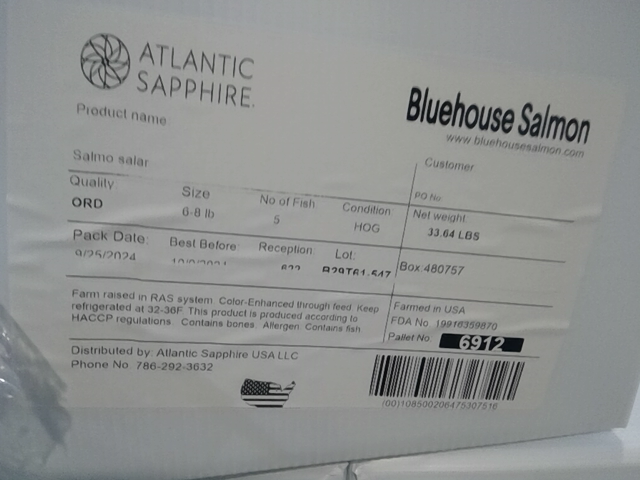 ATLANTIC
SAPPHIRE.
Bluehouse Salmon
www.bluehousesalmon.com
Product name
Salmo salar
Customer
PO No
Quality Size No of Fish Condition Net weight
ORD 6-8 lb 5 HOG 33.64 LBS
Pack Date: Best Before Reception Lot: Box 480757
9/25/2024
Farm raised in RAS system. Color-Enhanced through feed. Keep
refrigerated at 32-36F. This product is produced according to
HACCP regulations. Contains bones. Allergen: Contains fish
Farmed in USA
FDA No 19916359870
Pallet No. 6912
Distributed by: Atlantic Sapphire USA LLC
Phone No 786-292-3632
(00)108500206475307516